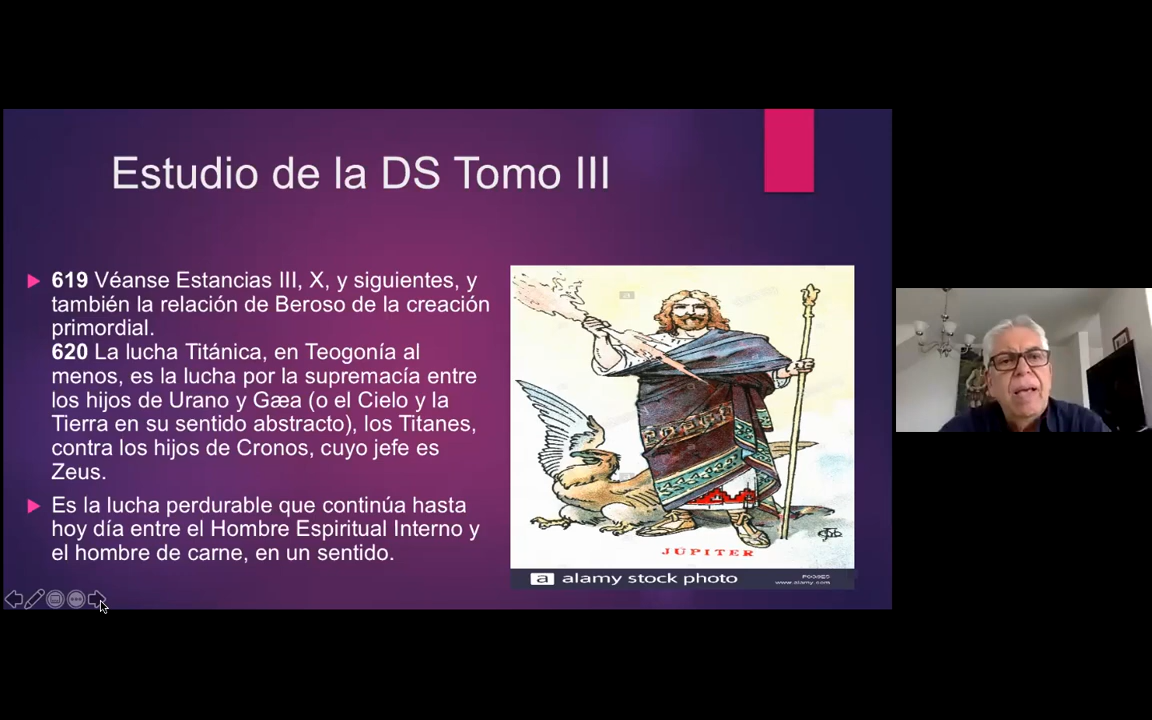 Estudio de la DS Tomo III
619 Véanse Estancias III, X, y siguientes, y
también la relación de Beroso de la creación
primordial.
620 La lucha Titánica, en Teogonía al
menos, es la lucha por la supremacía entre
los hijos de Urano y Gæa (o el Cielo y la
Tierra en su sentido abstracto), los Titanes,
contra los hijos de Cronos, cuyo jefe es
Zeus.
Es la lucha perdurable que continúa hasta
hoy día entre el Hombre Espiritual Interno y
el hombre de carne, en un sentido.
JUPITER
a alamy stock photo
www.alamy.com